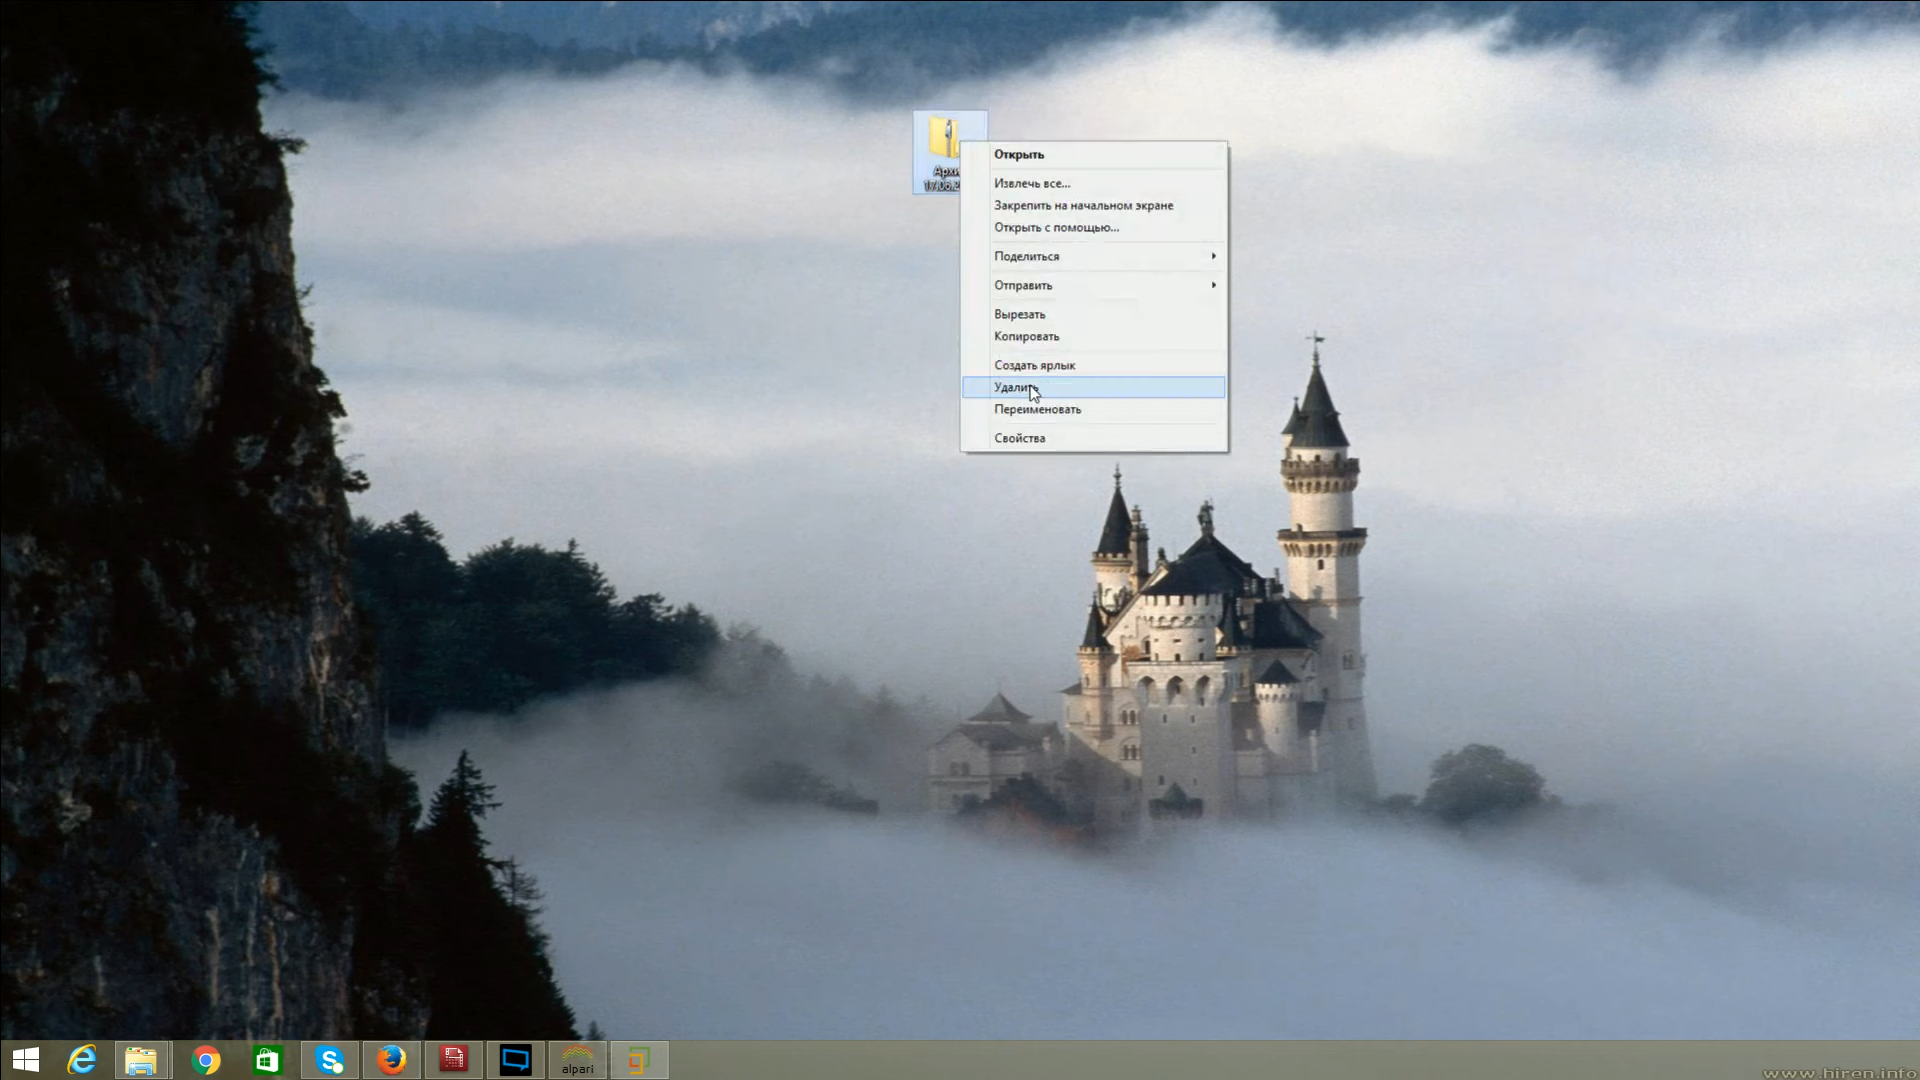 Открыть
Извлечь все...
Закрепить на начальном экране
Открыть с помощью...
Поделиться
Отправить
Вырезать
Копировать
Создать ярлык
Удалить
Переименовать
Свойства
alpari
www.hiren.info